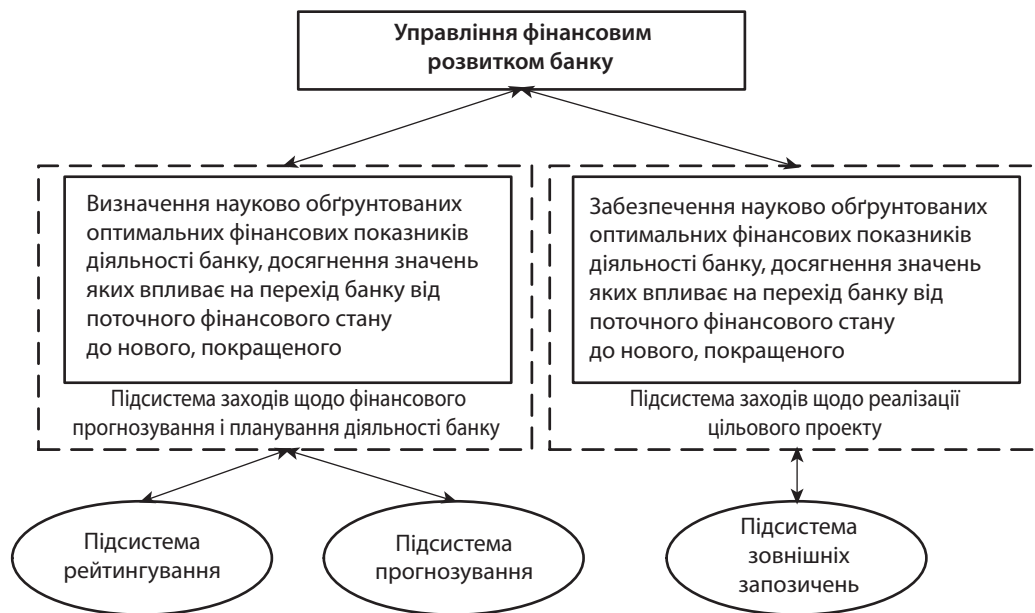 Управління фінансовим
розвитком банку
Визначення науково обґрунтованих
оптимальних фінансових показників
діяльності банку, досягнення значень
яких впливає на перехід банку від
поточного фінансового стану
до нового, покращеного
Підсистема заходів щодо фінансового
прогнозування і планування діяльності банку
Забезпечення науково обґрунтованих
оптимальних фінансових показників
діяльності банку, досягнення значень
яких впливає на перехід банку від
поточного фінансового стану
до нового, покращеного
Підсистема заходів щодо реалізації
цільового проекту
Підсистема
рейтингування
Підсистема
прогнозування
Підсистема
зовнішніх
запозичень